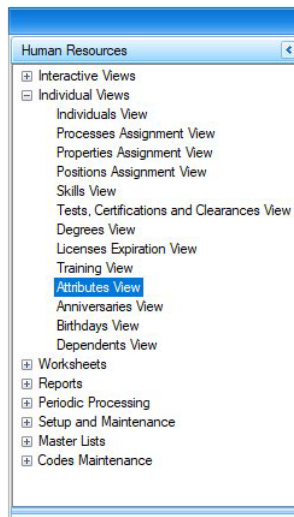 Human Resources
Interactive Views
Individual Views
Individuals View
Processes Assignment View
Properties Assignment View
Positions Assignment View
Skills View
Tests, Certifications and Clearances View
Degrees View
Licenses Expiration View
Training View
Attributes View
Anniversaries View
Birthdays View
Dependents View
Worksheets
Reports
Periodic Processing
Setup and Maintenance
Master Lists
Codes Maintenance